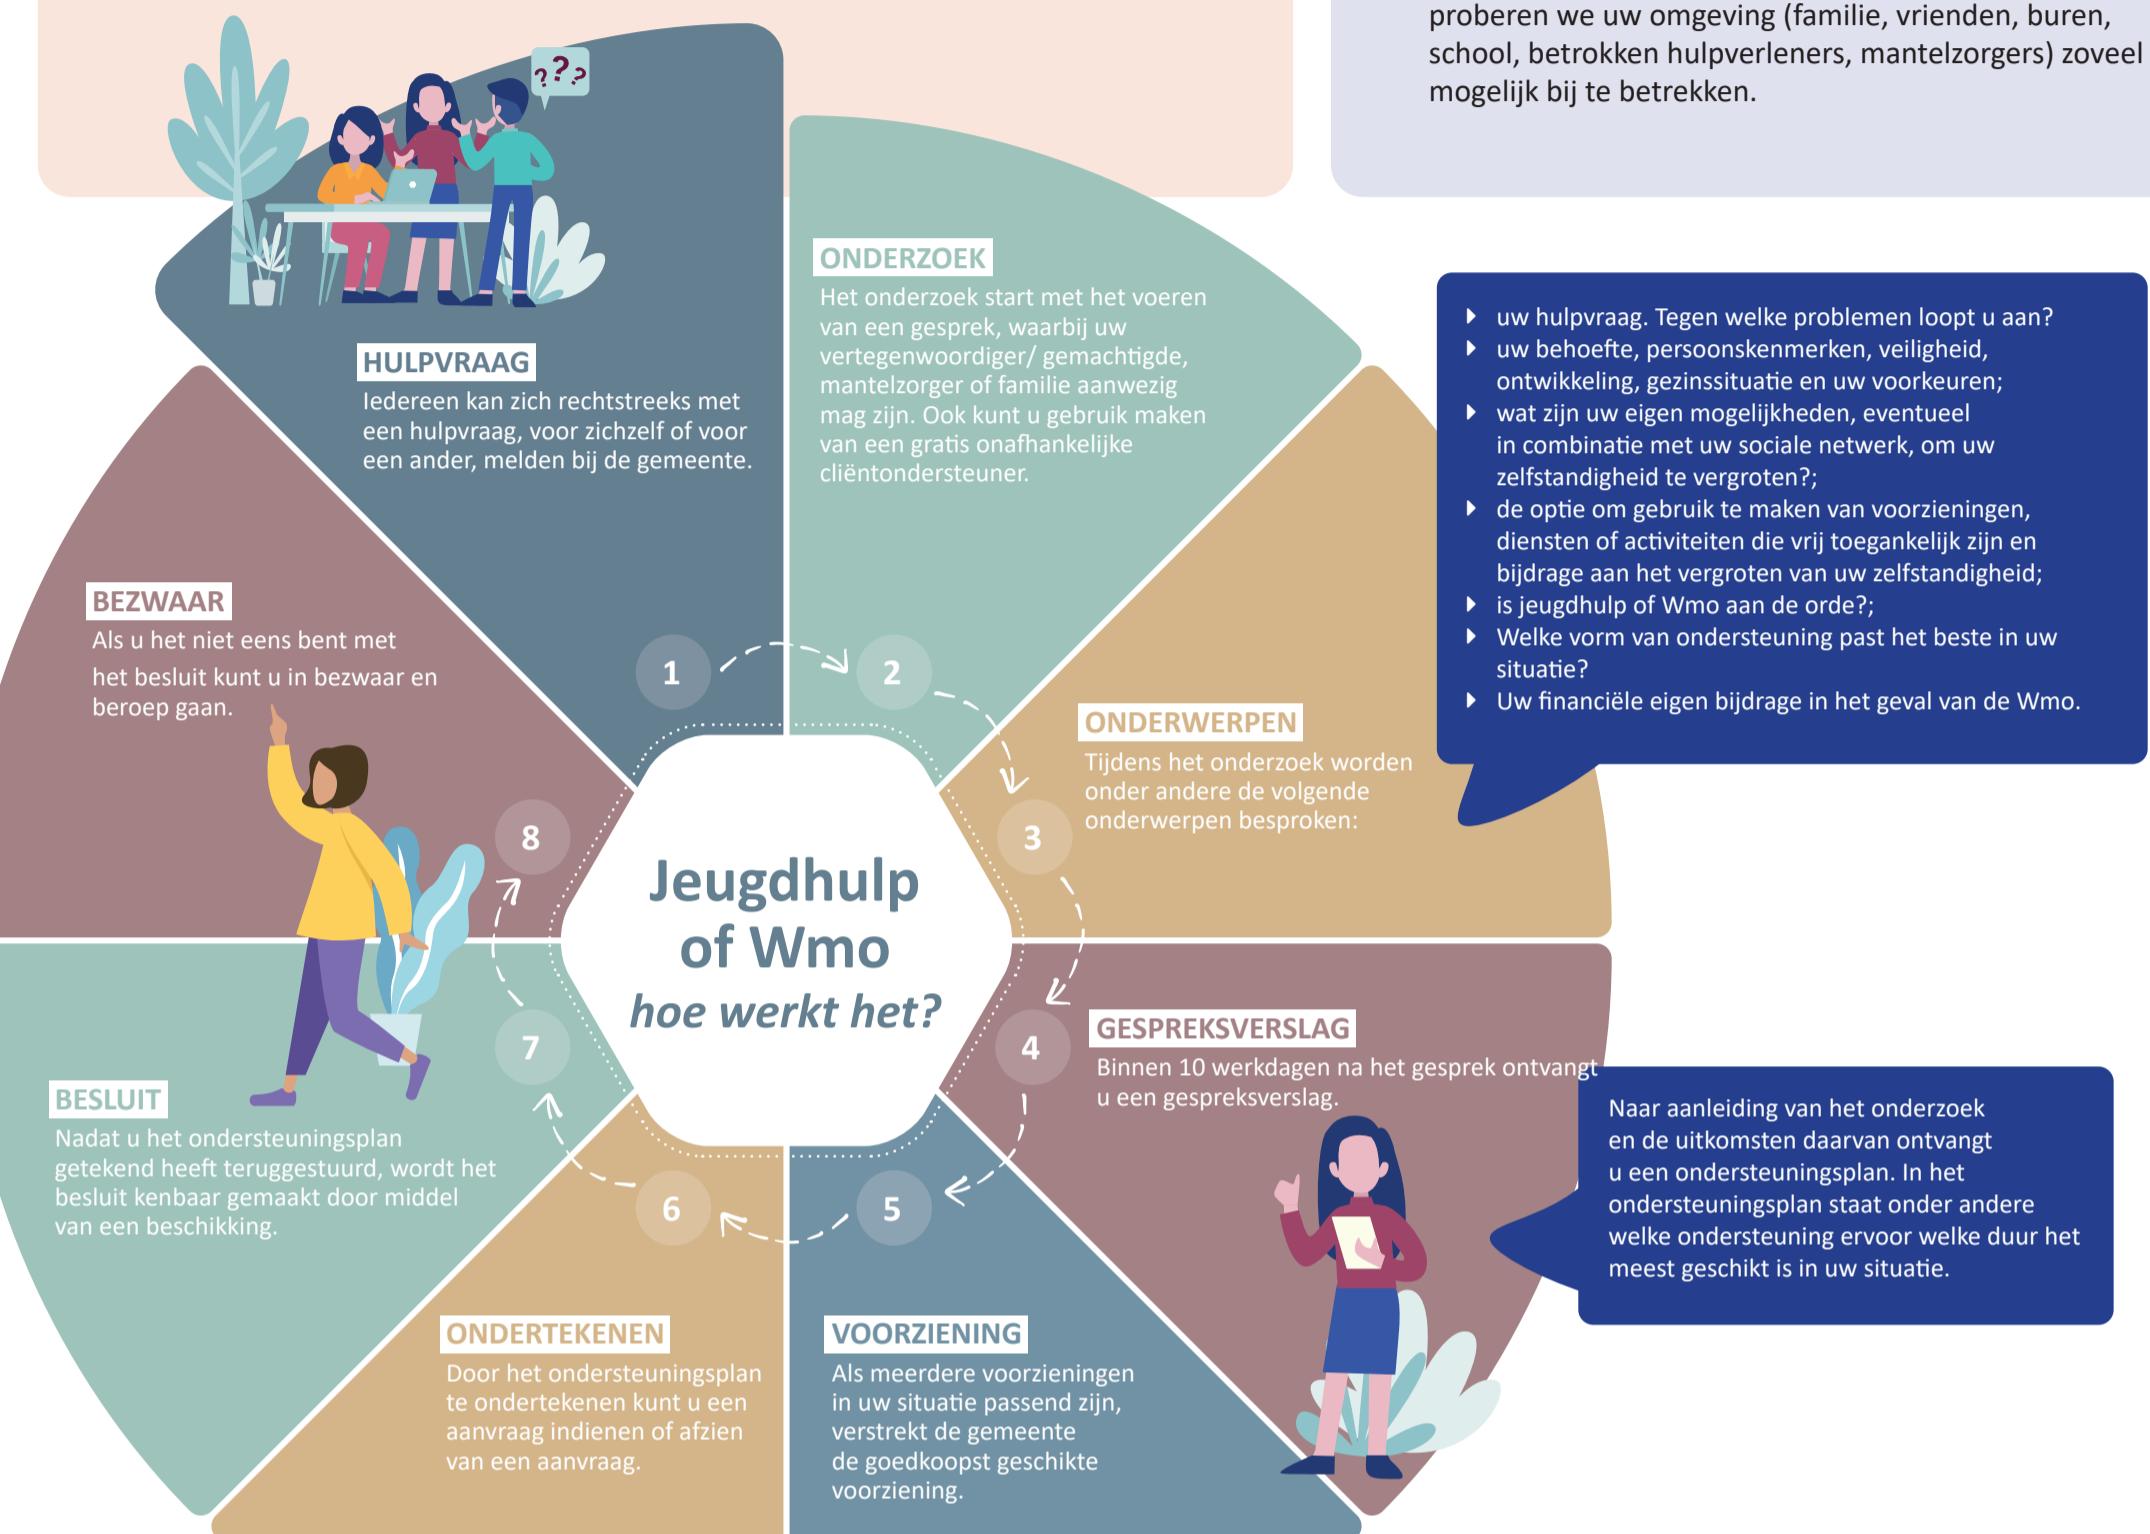 proberen we uw omgeving (familie, vrienden, buren,
school, betrokken hulpverleners, mantelzorgers) zoveel
mogelijk bij te betrekken.
???
HULPVRAAG
Iedereen kan zich rechtstreeks met
een hulpvraag, voor zichzelf of voor
een ander, melden bij de gemeente.
1
ONDERZOEK
Het onderzoek start met het voeren
van een gesprek, waarbij uw
vertegenwoordiger/ gemachtigde,
mantelzorger of familie aanwezig
mag zijn. Ook kunt u gebruik maken
van een gratis onafhankelijke
cliëntondersteuner.
2
ONDERWERPEN
Tijdens het onderzoek worden
onder andere de volgende
onderwerpen besproken:
3
uw hulpvraag. Tegen welke problemen loopt u aan?
uw behoefte, persoonskenmerken, veiligheid,
ontwikkeling, gezinssituatie en uw voorkeuren;
wat zijn uw eigen mogelijkheden, eventueel
in combinatie met uw sociale netwerk, om uw
zelfstandigheid te vergroten?;
de optie om gebruik te maken van voorzieningen,
diensten of activiteiten die vrij toegankelijk zijn en
bijdrage aan het vergroten van uw zelfstandigheid;
is jeugdhulp of Wmo aan de orde?;
Welke vorm van ondersteuning past het beste in uw
situatie?
Uw financiële eigen bijdrage in het geval van de Wmo.
GESPREKSVERSLAG
Binnen 10 werkdagen na het gesprek ontvangt
u een gespreksverslag.
4
Naar aanleiding van het onderzoek
en de uitkomsten daarvan ontvangt
u een ondersteuningsplan. In het
ondersteuningsplan staat onder andere
welke ondersteuning ervoor welke duur het
meest geschikt is in uw situatie.
5
VOORZIENING
Als meerdere voorzieningen
in uw situatie passend zijn,
verstrekt de gemeente
de goedkoopst geschikte
voorziening.
6
ONDERTEKENEN
Door het ondersteuningsplan
te ondertekenen kunt u een
aanvraag indienen of afzien
van een aanvraag.
7
BESLUIT
Nadat u het ondersteuningsplan
getekend heeft teruggestuurd, wordt het
besluit kenbaar gemaakt door middel
van een beschikking.
8
BEZWAAR
Als u het niet eens bent met
het besluit kunt u in bezwaar en
beroep gaan.
Jeugdhulp
of Wmo
hoe werkt het?